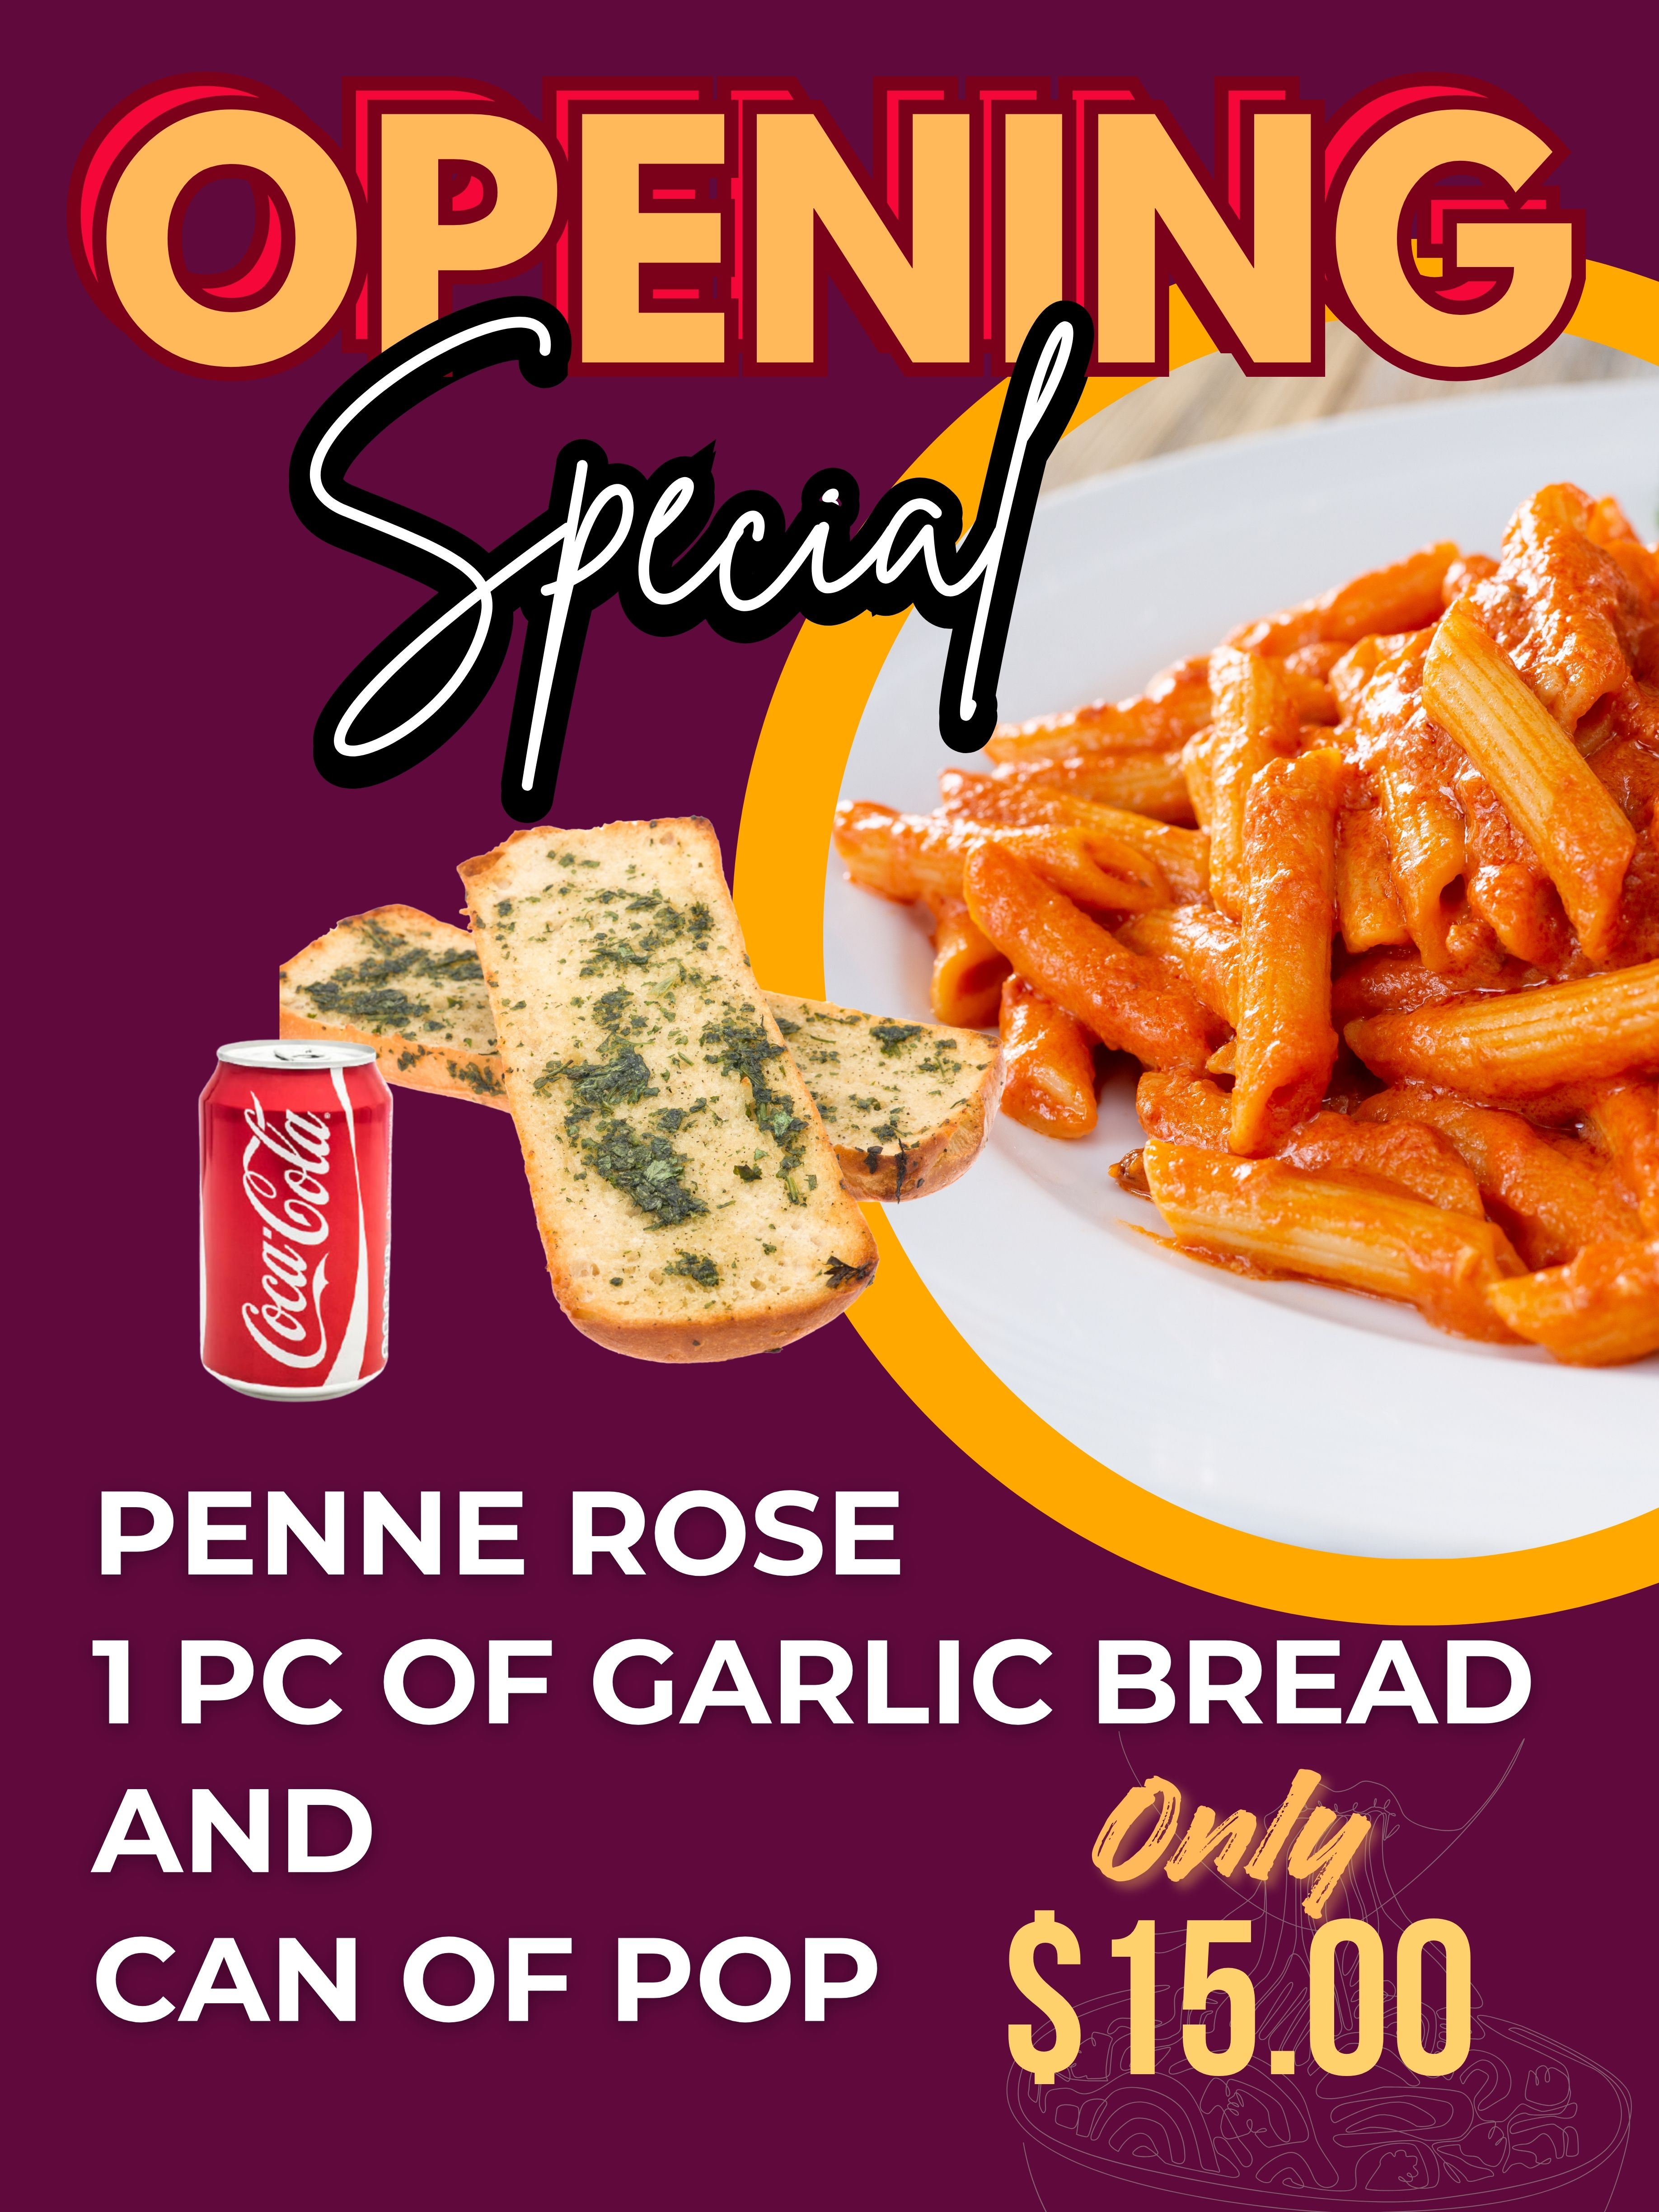 OPENING
Special
Coca-Cola
PENNE ROSE
1 PC OF GARLIC BREAD
AND
CAN OF POP
Only
$15.00